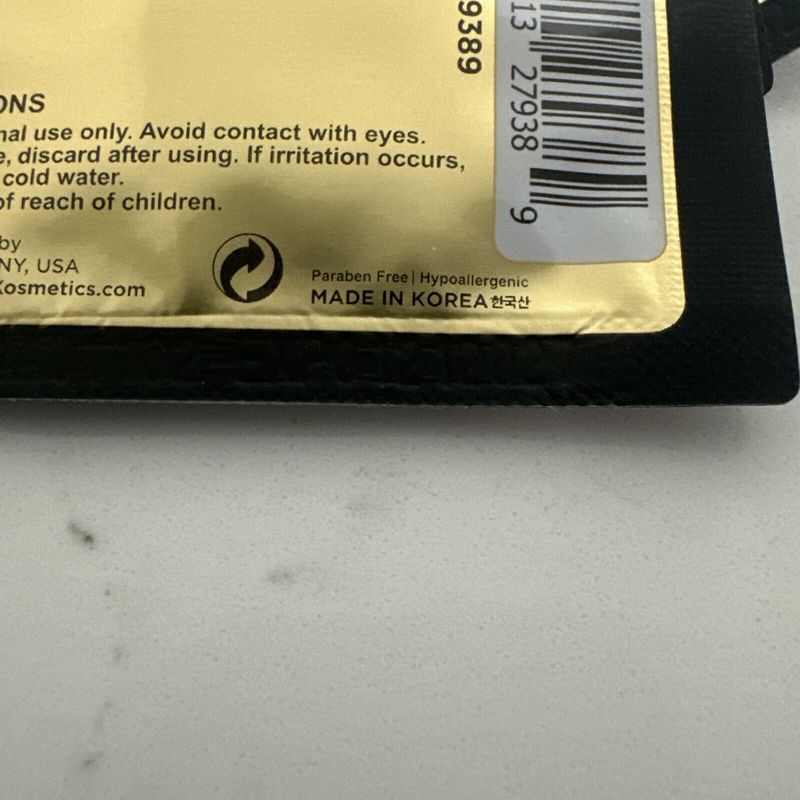 ONS
nal use only. Avoid contact with eyes.
e, discard after using. If irritation occurs,
cold water.
of reach of children.
by
NY, USA
Kosmetics.com
Paraben Free | Hypoallergenic
MADE IN KOREA 한국산
9389
13 27938 9